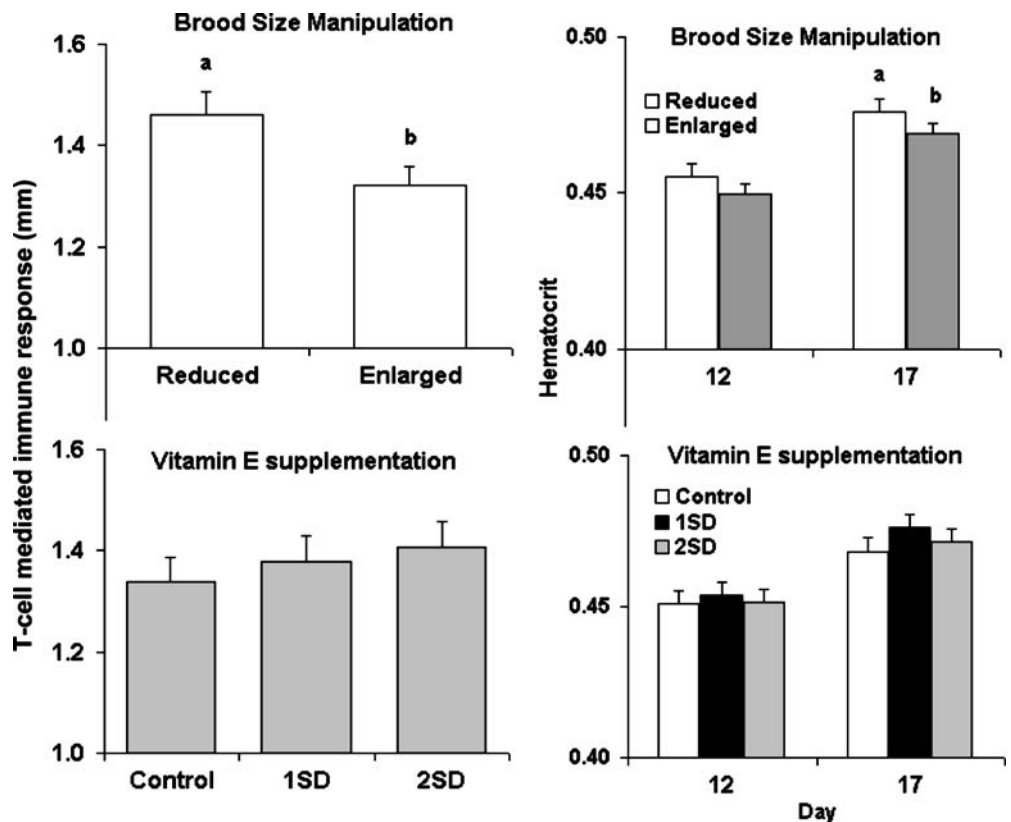 T-cell mediated immune response (mm)
Brood Size Manipulation
1.6
1.4
1.2
1.0
a
b
Reduced
Enlarged
Vitamin E supplementation
1.6
1.4
1.2
1.0
Control
1SD
2SD
Hematocrit
Brood Size Manipulation
0.50
0.45
0.40
Reduced
Enlarged
a
b
12
17
Vitamin E supplementation
0.50
0.45
0.40
Control
1SD
2SD
12
17
Day